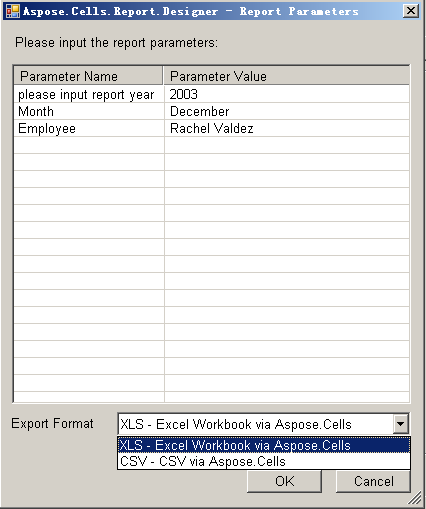 Aspose.Cells.Report.Designer - Report Parameters
Please input the report parameters:
Parameter Name Parameter Value
please input report year 2003
Month December
Employee Rachel Valdez
Export Format XLS - Excel Workbook via Aspose.Cells
XLS - Excel Workbook via Aspose.Cells
CSV - CSV via Aspose.Cells
OK Cancel